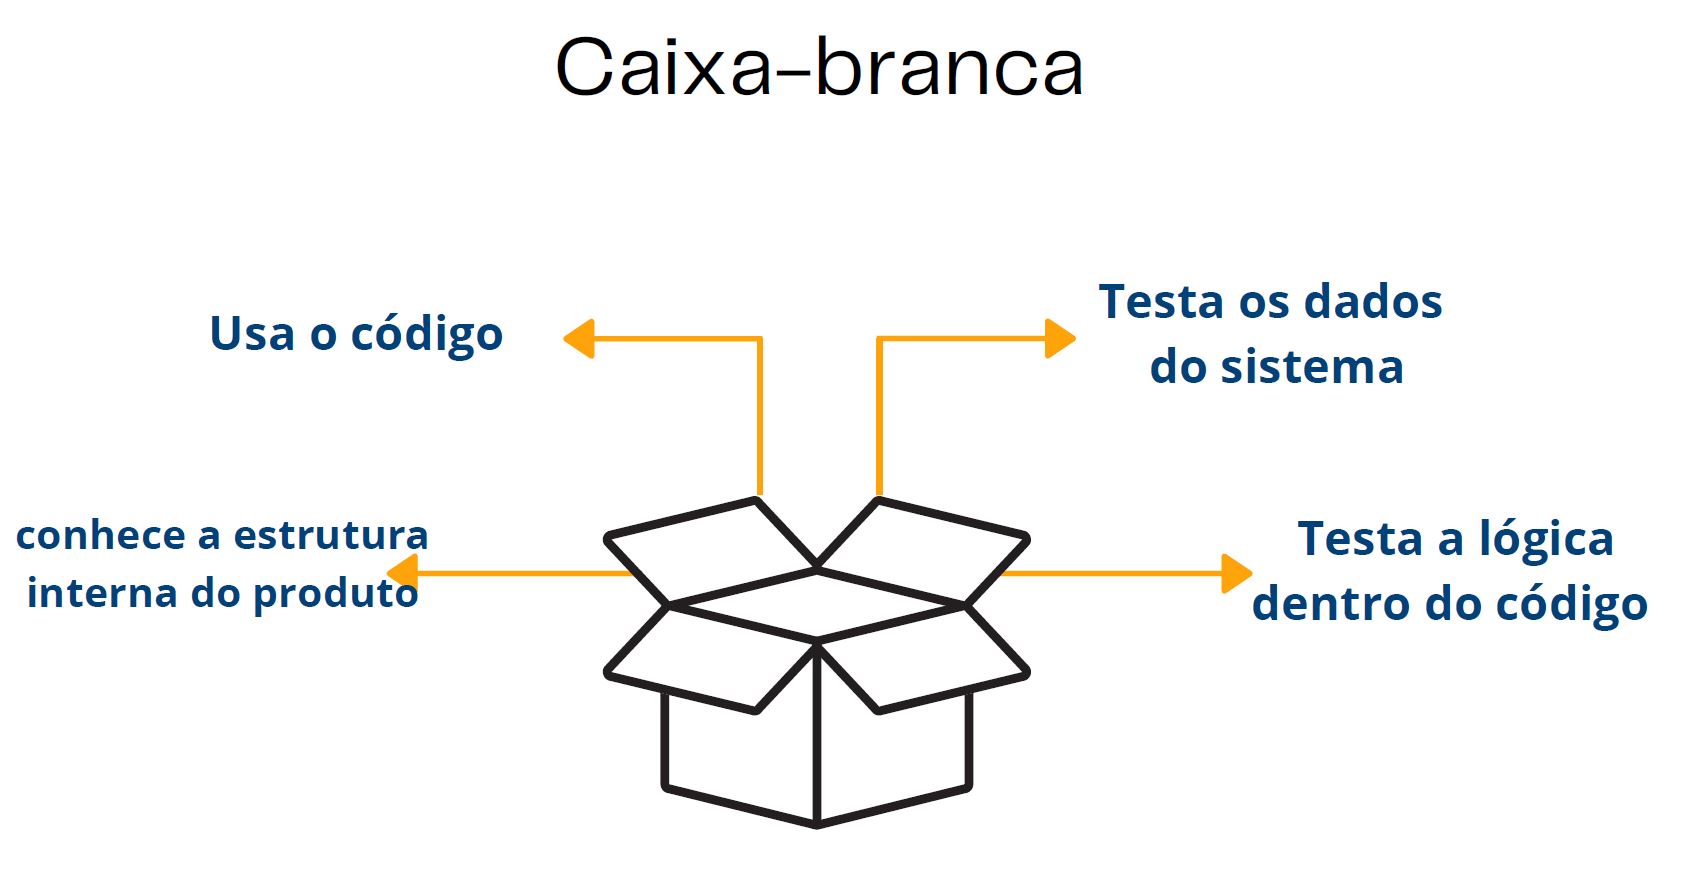 Caixa-branca
Usa o código
Testa os dados
do sistema
conhece a estrutura
interna do produto
Testa a lógica
dentro do código